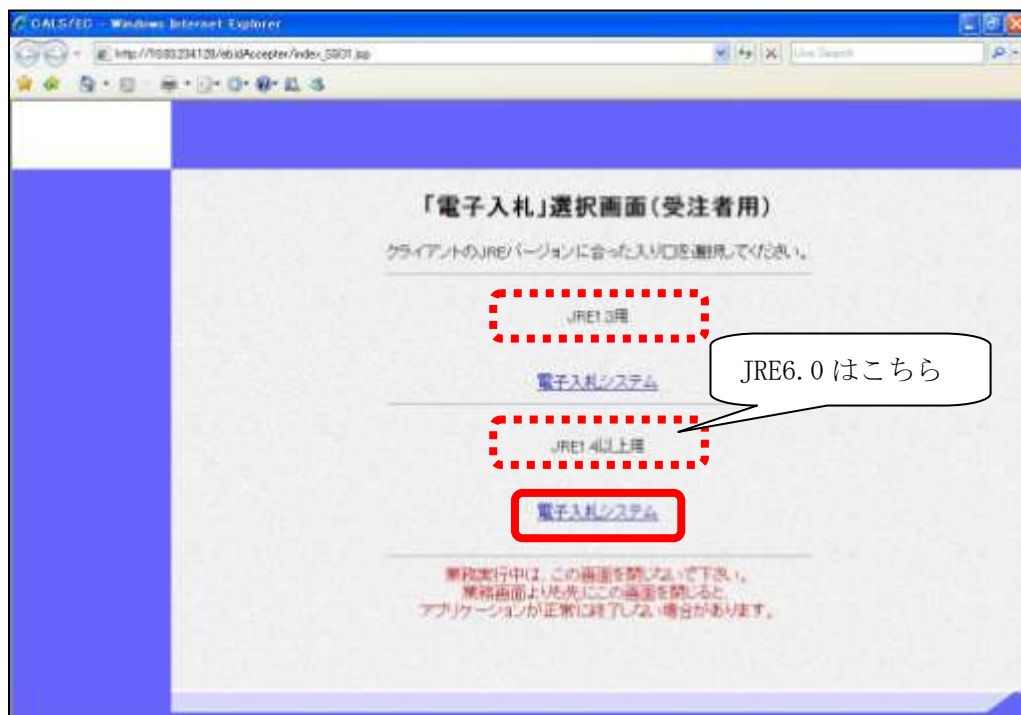 CALS/EC - Windows Internet Explorer
Live Search
「電子入札」選択画面(受注者用)
クライアントのJREバージョンに合った入り口を選択してください。
JRE1.3用
電子入札システム
JRE6.0 はこちら
JRE1.4以上用
電子入札システム
業務実行中は、この画面を閉じないで下さい。
業務画面よりも先にこの画面を閉じると
アプリケーションが正常に終了しない場合があります。